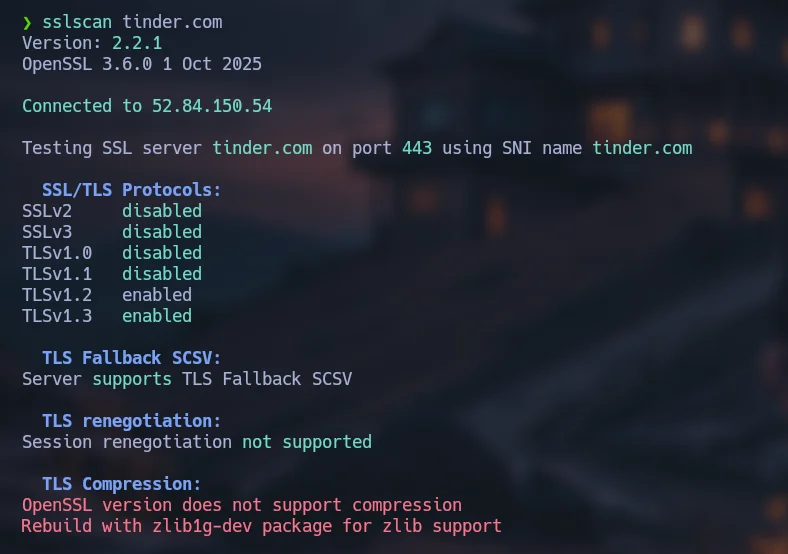 ❯ sslscan tinder.com
Version: 2.2.1
OpenSSL 3.6.0 1 Oct 2025
Connected to 52.84.150.54
Testing SSL server tinder.com on port 443 using SNI name tinder.com
SSL/TLS Protocols:
SSLv2 disabled
SSLv3 disabled
TLSv1.0 disabled
TLSv1.1 disabled
TLSv1.2 enabled
TLSv1.3 enabled
TLS Fallback SCSV:
Server supports TLS Fallback SCSV
TLS renegotiation:
Session renegotiation not supported
TLS Compression:
OpenSSL version does not support compression
Rebuild with zlib1g-dev package for zlib support